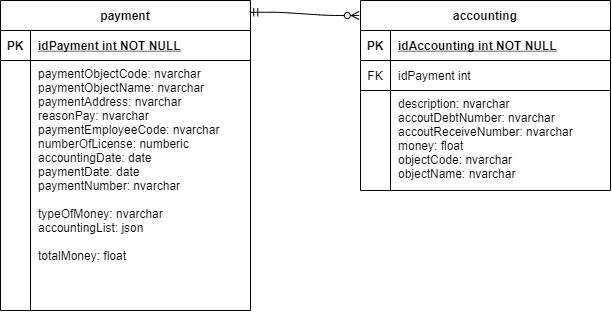 payment
PK idPayment int NOT NULL
paymentObjectCode: nvarchar
paymentObjectName: nvarchar
paymentAddress: nvarchar
reasonPay: nvarchar
paymentEmployeeCode: nvarchar
numberOfLicense: numberic
accountingDate: date
paymentDate: date
paymentNumber: nvarchar
typeOfMoney: nvarchar
accountingList: json
totalMoney: float
accounting
PK idAccounting int NOT NULL
FK idPayment int
description: nvarchar
accoutDebtNumber: nvarchar
accoutReceiveNumber: nvarchar
money: float
objectCode: nvarchar
objectName: nvarchar